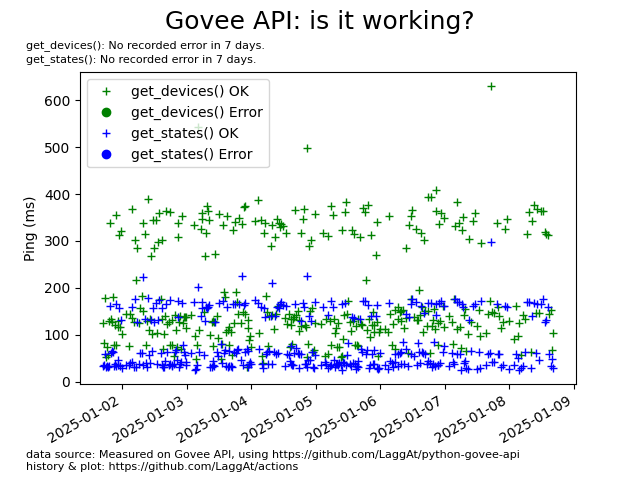 Govee API: is it working?
get_devices(): No recorded error in 7 days.
get_states(): No recorded error in 7 days.
get_devices() OK
get_devices() Error
get_states() OK
get_states() Error
Ping (ms)
600
500
400
300
200
100
0
2025-01-02
2025-01-03
2025-01-04
2025-01-05
2025-01-06
2025-01-07
2025-01-08
2025-01-09
data source: Measured on Govee API, using https://github.com/LaggAt/python-govee-api
history & plot: https://github.com/LaggAt/actions